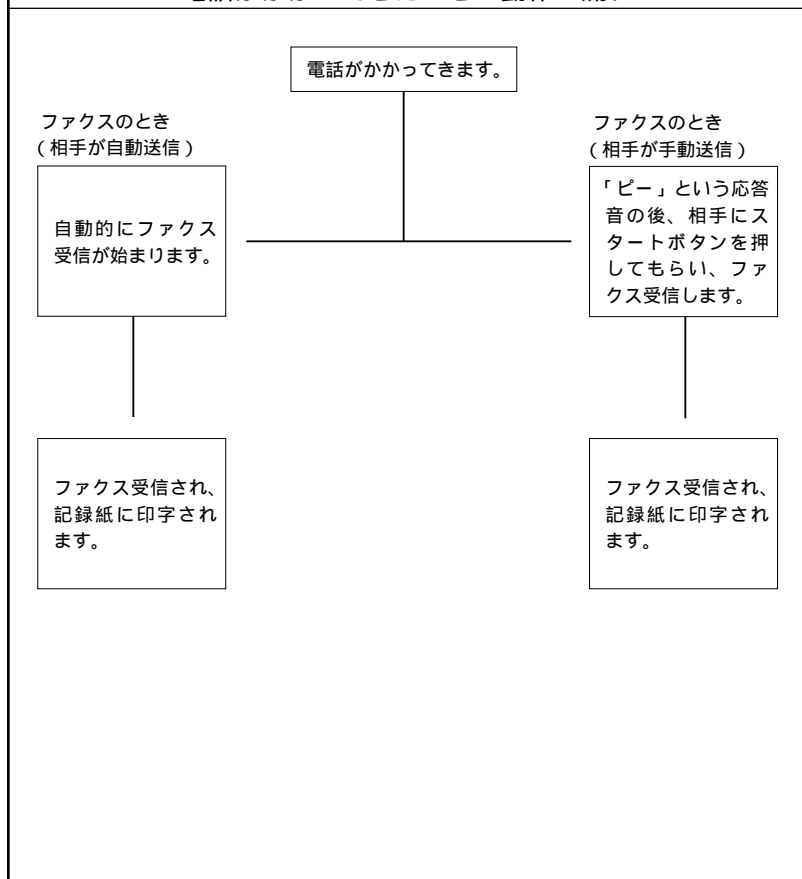 電話がかかってきます。
ファクスのとき
(相手が自動送信)
自動的にファクス
受信が始まります。
ファクスのとき
(相手が手動送信)
「ピー」という応答
音の後、相手にス
タートボタンを押
してもらい、ファ
クス受信します。
ファクス受信され、
記録紙に印字され
ます。
ファクス受信され、
記録紙に印字され
ます。